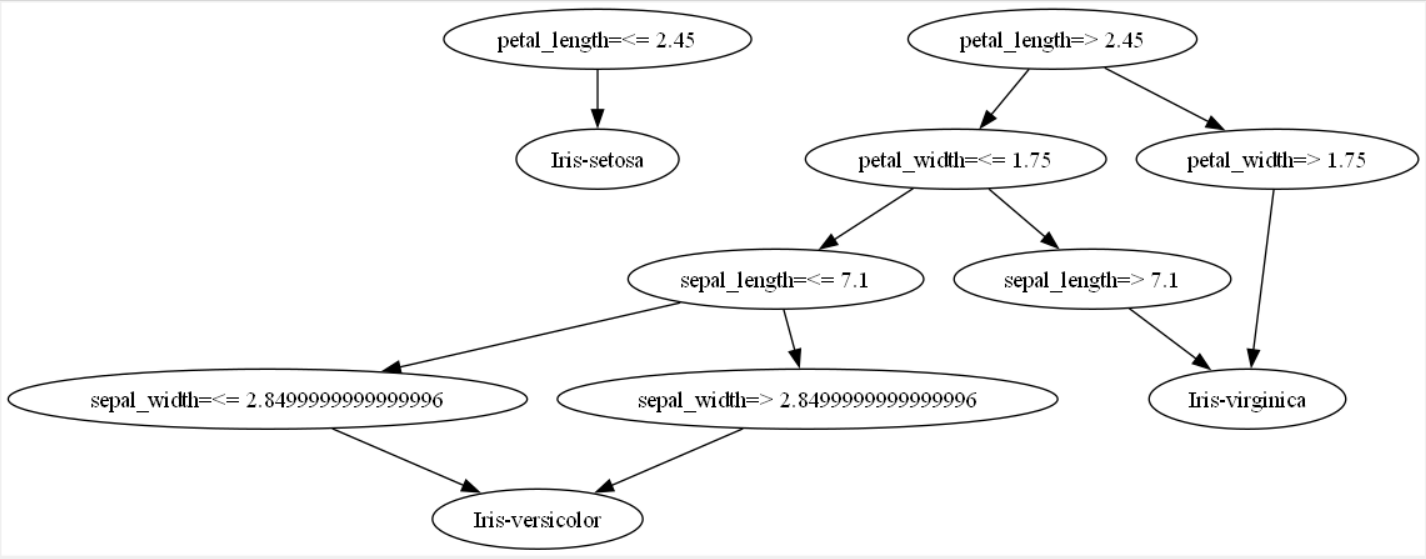 petal_length=<= 2.45
petal_length=> 2.45
Iris-setosa
petal_width=<= 1.75
petal_width=> 1.75
sepal_length=<= 7.1
sepal_length=> 7.1
sepal_width=<= 2.8499999999999996
sepal_width=> 2.8499999999999996
Iris-virginica
Iris-versicolor